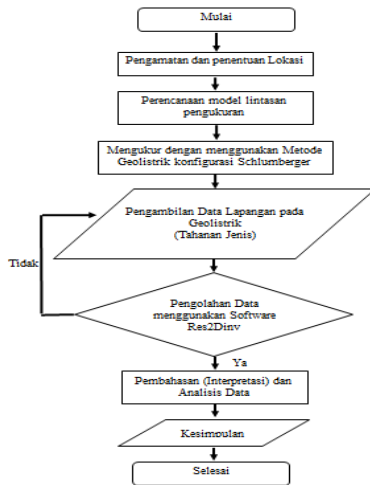 Mulai
Pengamatan dan penentuan Lokasi
Perencanaan model lintasan
pengukuran
Mengukur dengan menggunakan Metode
Geolistrik konfigurasi Schlumberger
Pengambilan Data Lapangan pada
Geolistrik
(Tahanan Jenis)
Tidak
Pengolahan Data
menggunakan Software
Res2Dinv
Ya
Pembahasan (Interpretasi) dan
Analisis Data
Kesimpulan
Selesai